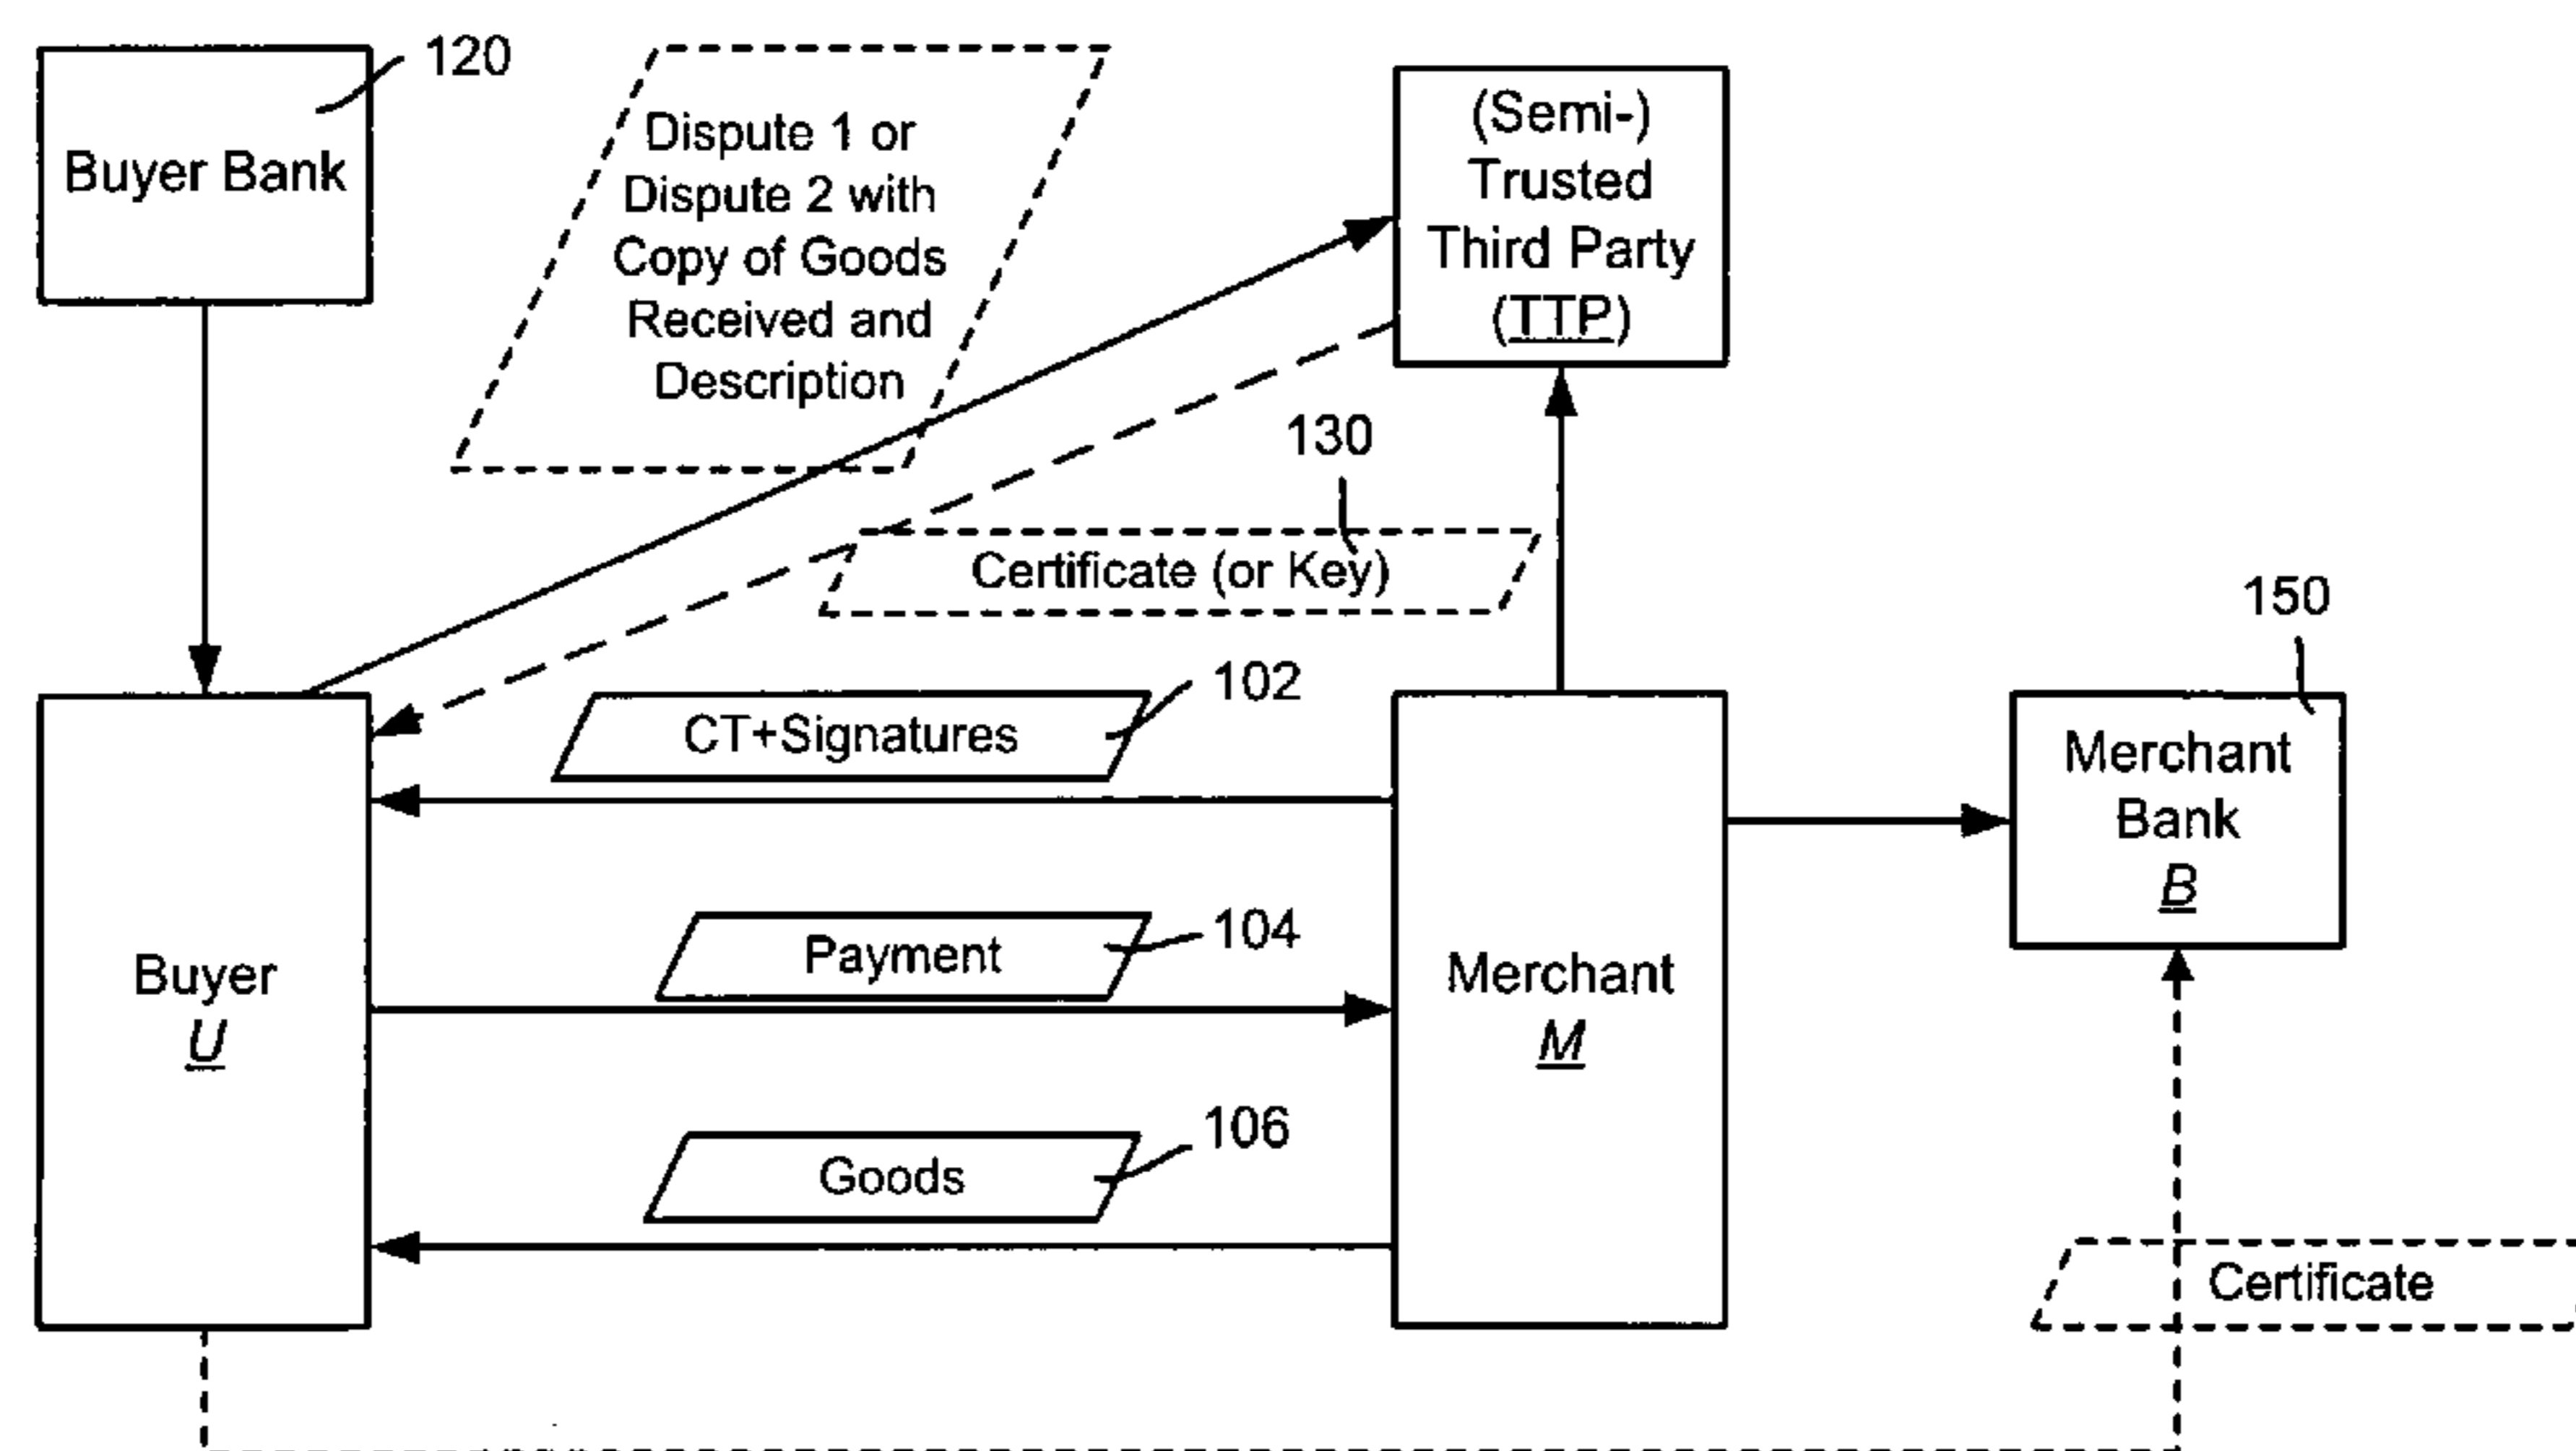 120
Buyer Bank
Dispute 1 or
Dispute 2 with
Copy of Goods
Received and
Description
(Semi-)
Trusted
Third Party
(TTP)
130
Certificate (or Key)
150
102
CT+Signatures
Merchant
Bank
B
104
Payment
Buyer
U
Merchant
M
106
Goods
Certificate